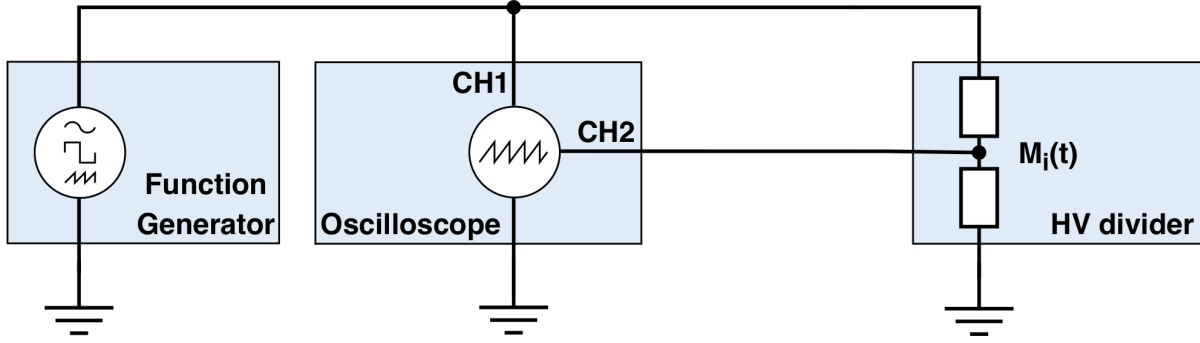 CH1
CH2
Function
Generator
Oscilloscope
Mi(t)
HV divider